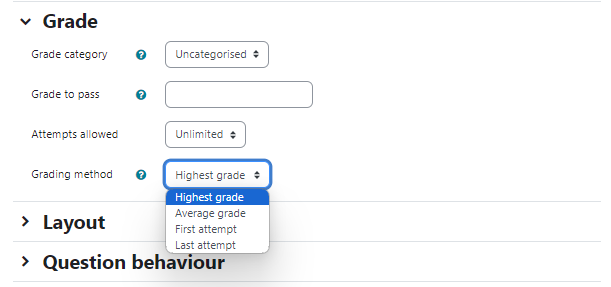 Grade
Grade category ? Uncategorised
Grade to pass ?
Attempts allowed Unlimited
Grading method ? Highest grade
Highest grade
Average grade
First attempt
Last attempt
Layout
Question behaviour